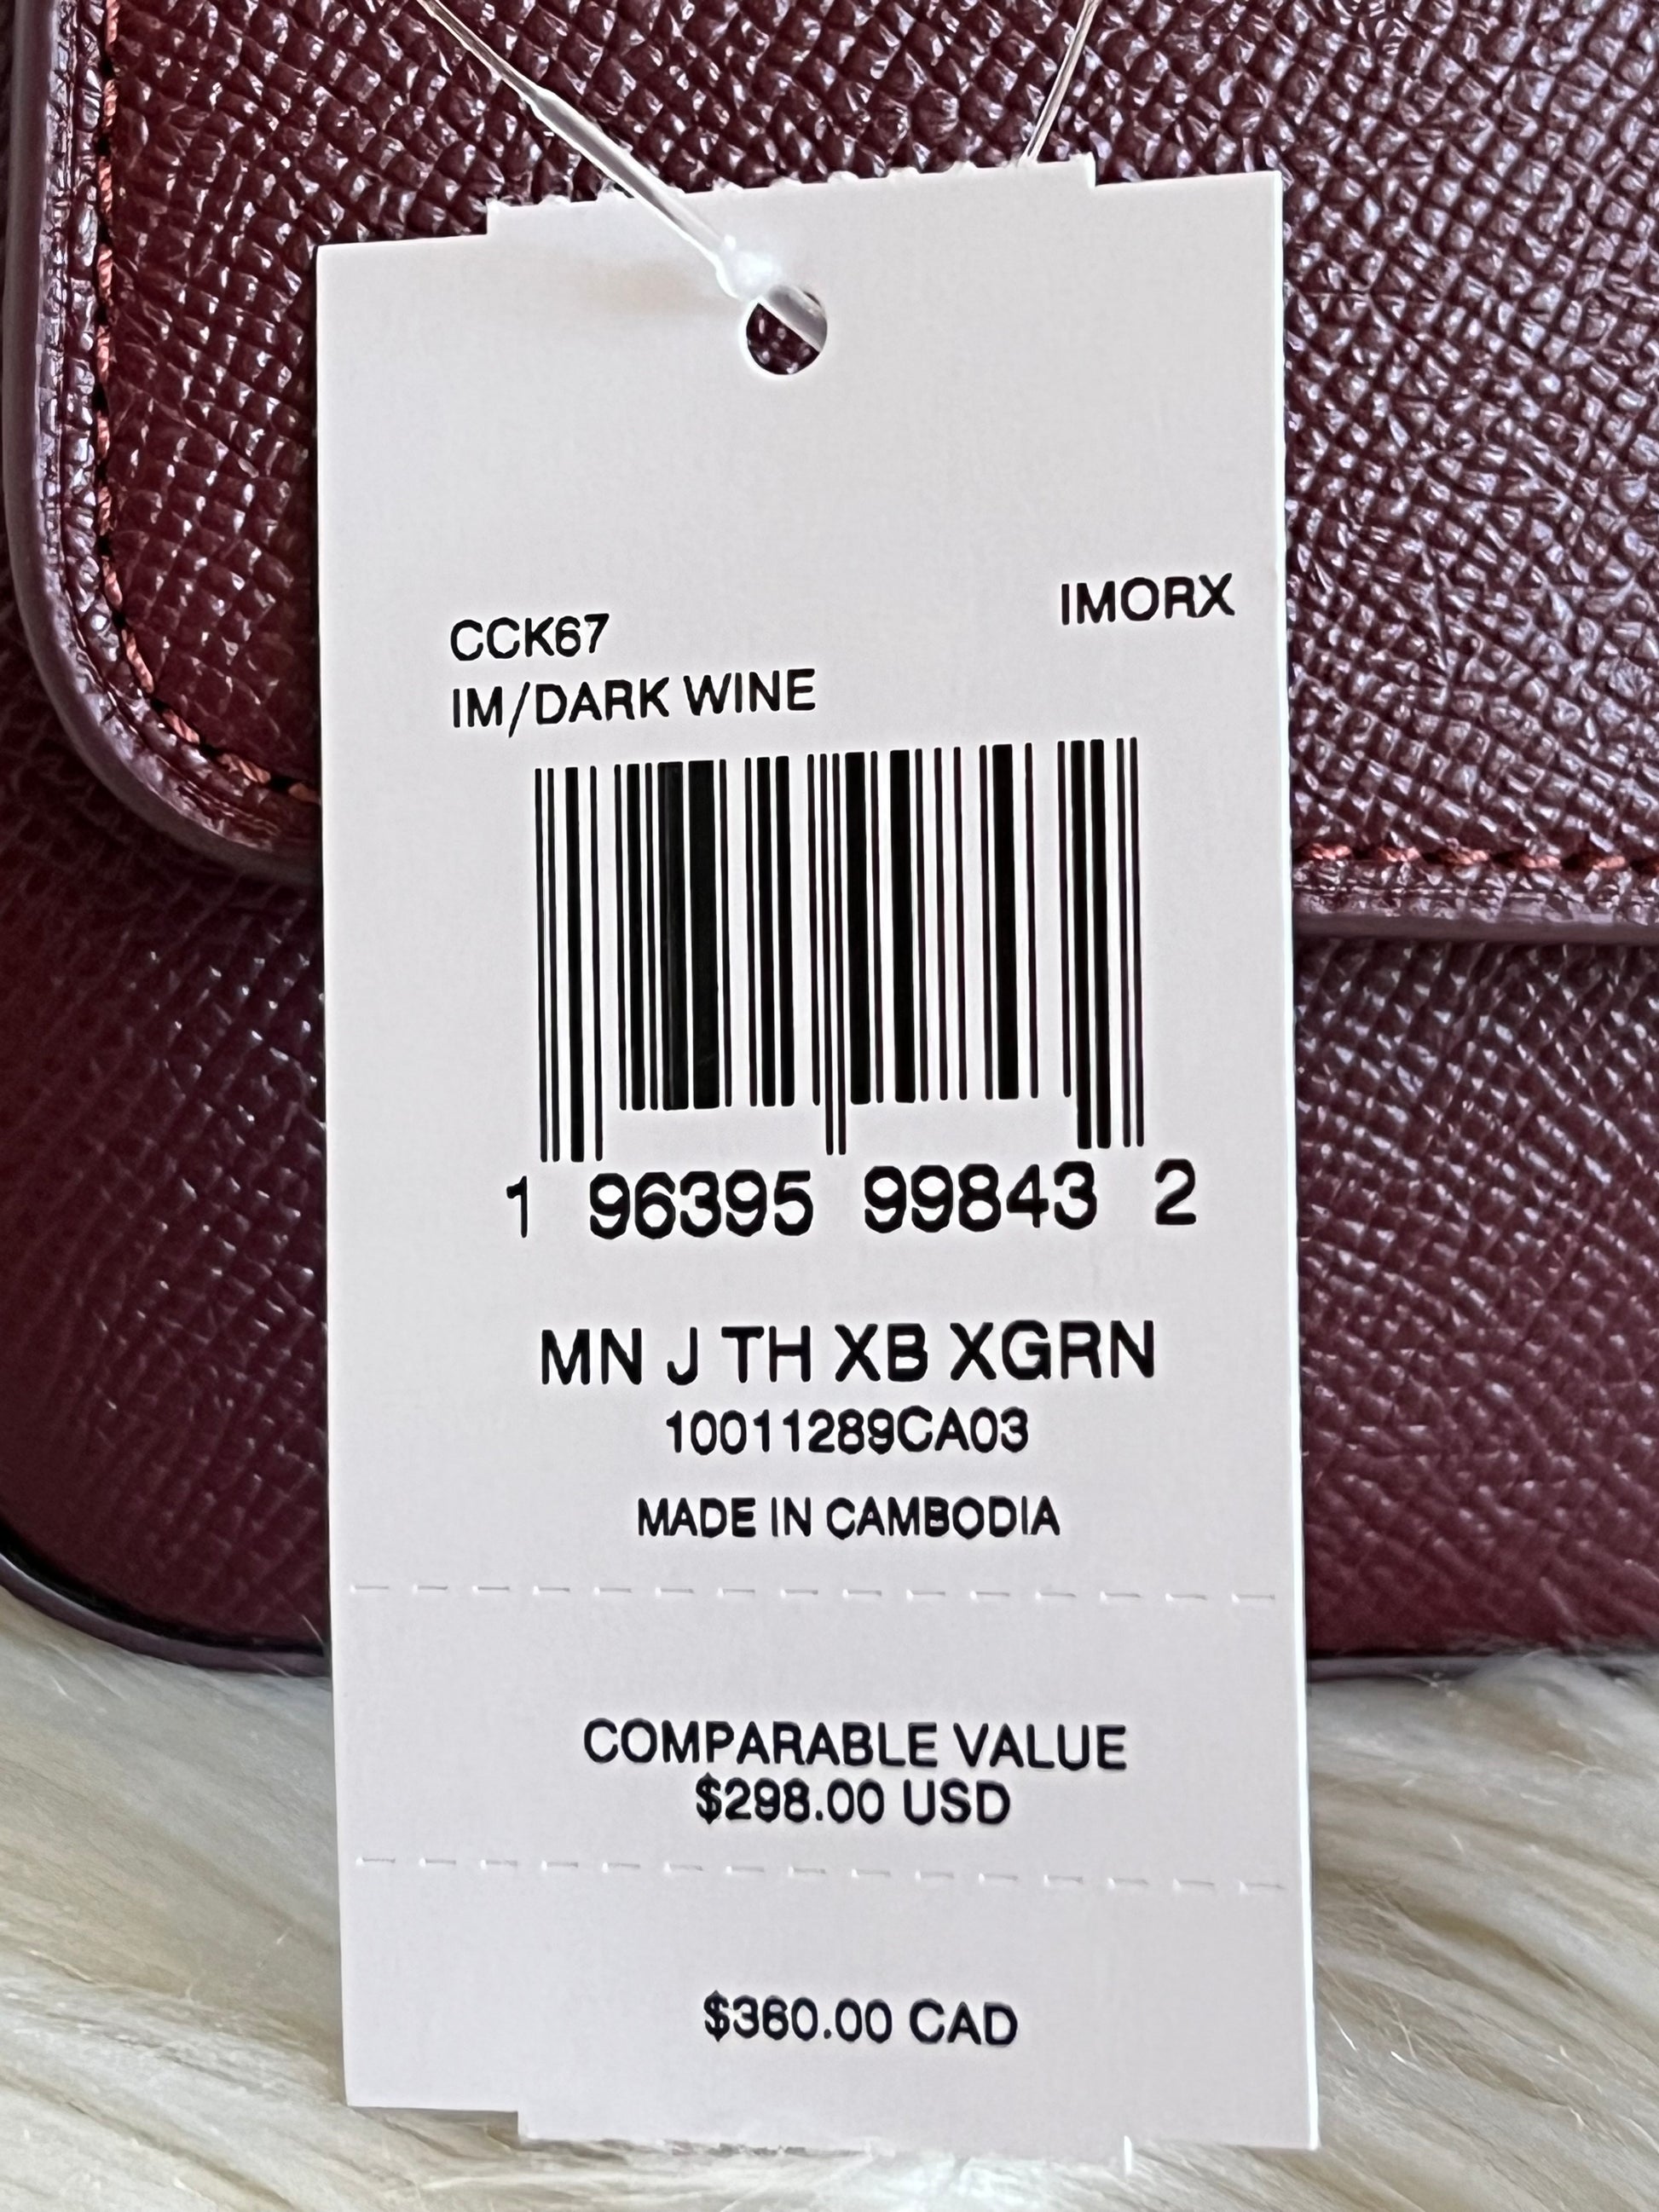 IMORX
CCK67
IM/DARK WINE
1 96395 99843 2
MN J TH XB XGRN
10011289CA03
MADE IN CAMBODIA
COMPARABLE VALUE
$298.00 USD
$360.00 CAD